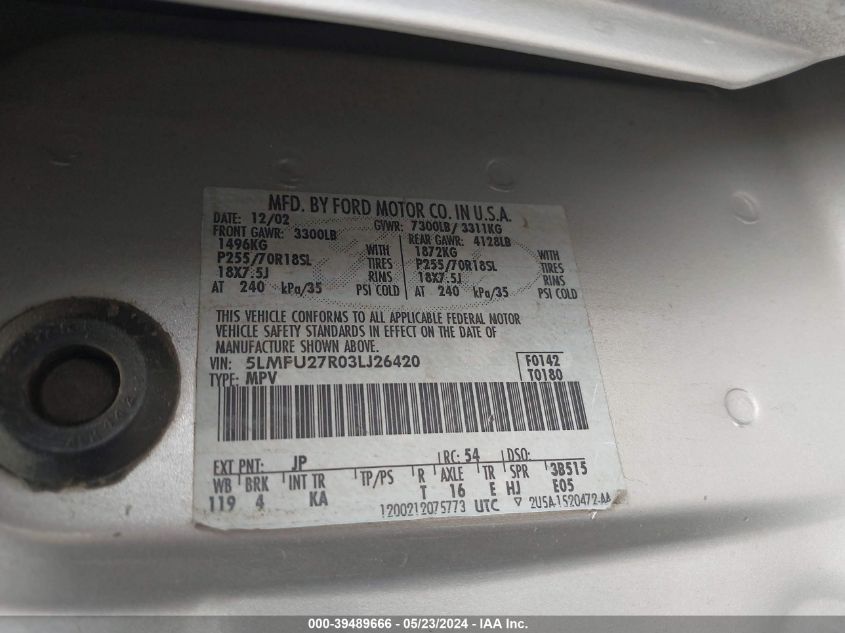 MFD. BY FORD MOTOR CO. IN U.S.A.
DATE: 12/02 GVWR: 7300LB/ 3311KG
FRONT GAWR: 3300LB REAR GAWR: 4128LB
1496KG WITH 1872KG WITH
P255/70R18SL TIRES P255/70R18SL TIRES
18X7.5J RIMS 18X7.5J RIMS
AT 240 kPa/35 PSI COLD AT 240 kPa/35 PSI COLD
THIS VEHICLE CONFORMS TO ALL APPLICABLE FEDERAL MOTOR
VEHICLE SAFETY STANDARDS IN EFFECT ON THE DATE OF
MANUFACTURE SHOWN ABOVE.
VIN: 5LMFU27R03LJ26420 F0142
TYPE: MPV T0180
EXT PNT: JP RC: 54 DSO:
WB BRK INT TR TP/PS R AXLE TR SPR 3B515
119 4 KA T 16 E HJ E05
1200212075773 UTC ▽ 2U5A-1520472-AA
000-39489666 - 05/23/2024 - IAA Inc.